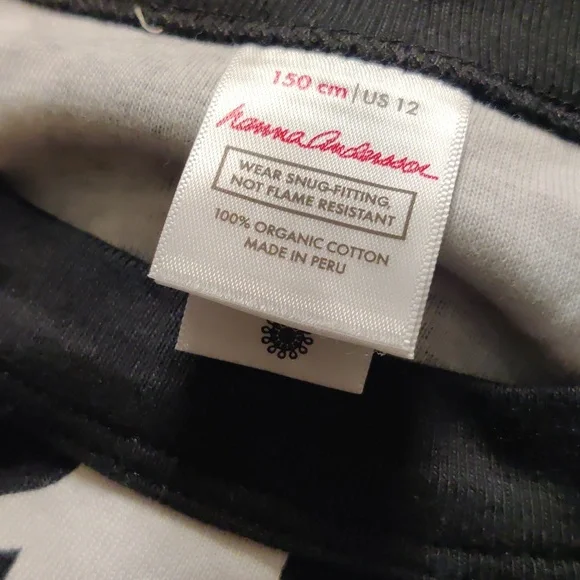 150 cm | US 12
hanna andersson
WEAR SNUG-FITTING,
NOT FLAME RESISTANT
100% ORGANIC COTTON
MADE IN PERU